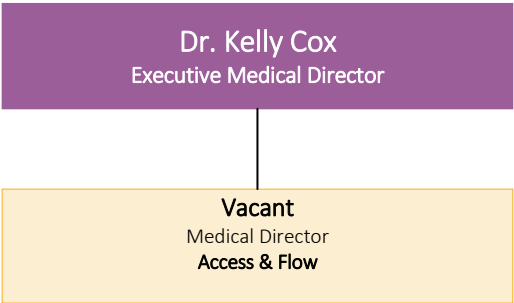 Dr. Kelly Cox
Executive Medical Director
Vacant
Medical Director
Access & Flow